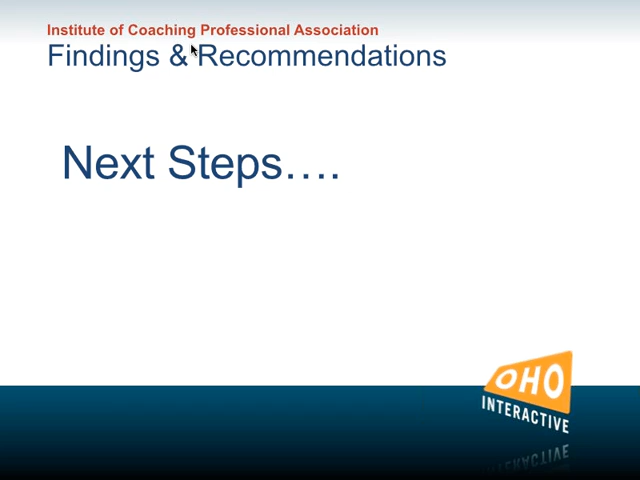 Institute of Coaching Professional Association
Findings & Recommendations
Next Steps….
OHO
INTERACTIVE